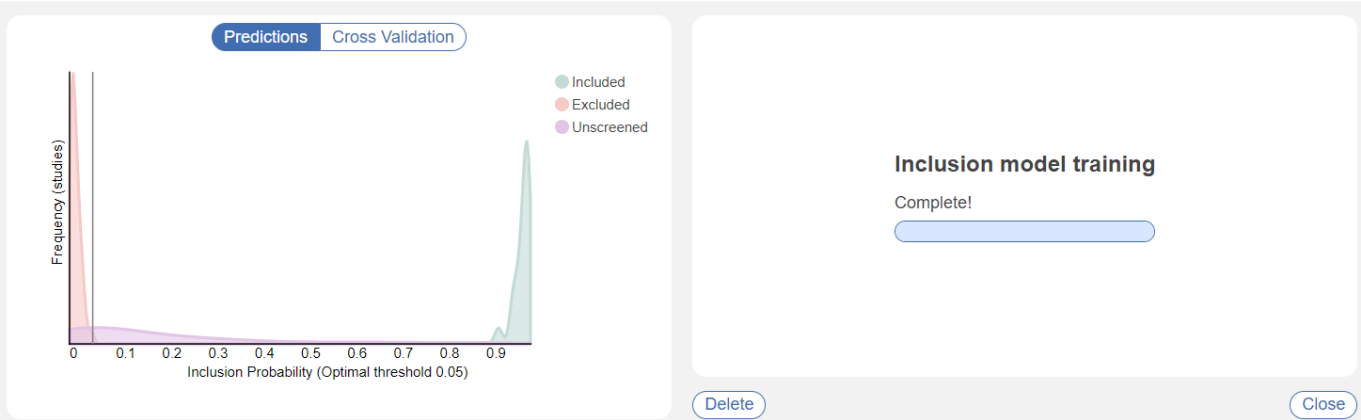 Predictions
Cross Validation
Included
Excluded
Unscreened
Frequency (studies)
0 0.1 0.2 0.3 0.4 0.5 0.6 0.7 0.8 0.9
Inclusion Probability (Optimal threshold 0.05)
Inclusion model training
Complete!
Delete
Close